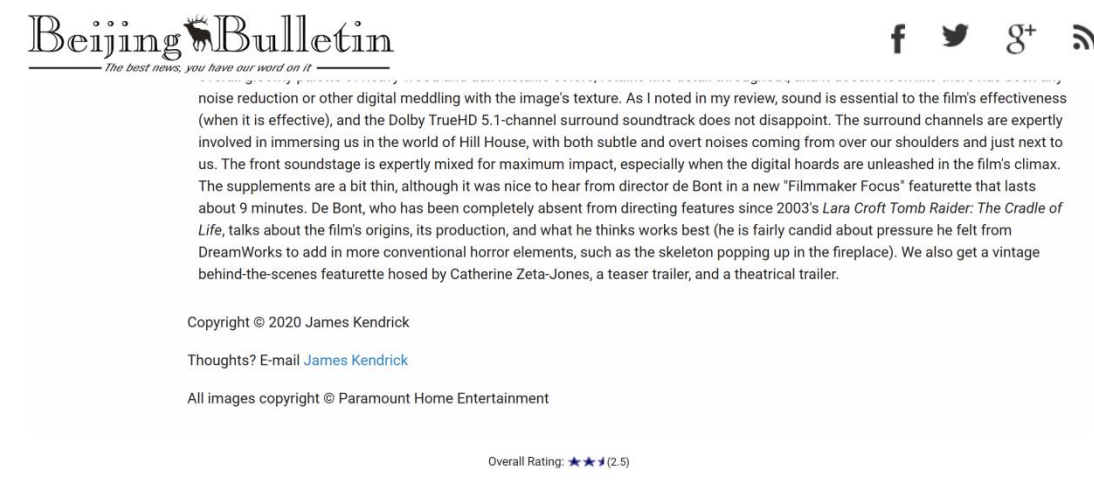 Beijing Bulletin
The best news, you have our word on it
noise reduction or other digital meddling with the image's texture. As I noted in my review, sound is essential to the film's effectiveness
(when it is effective), and the Dolby TrueHD 5.1-channel surround soundtrack does not disappoint. The surround channels are expertly
involved in immersing us in the world of Hill House, with both subtle and overt noises coming from over our shoulders and just next to
us. The front soundstage is expertly mixed for maximum impact, especially when the digital hoards are unleashed in the film's climax.
The supplements are a bit thin, although it was nice to hear from director de Bont in a new "Filmmaker Focus" featurette that lasts
about 9 minutes. De Bont, who has been completely absent from directing features since 2003's Lara Croft Tomb Raider: The Cradle of
Life, talks about the film's origins, its production, and what he thinks works best (he is fairly candid about pressure he felt from
DreamWorks to add in more conventional horror elements, such as the skeleton popping up in the fireplace). We also get a vintage
behind-the-scenes featurette hosed by Catherine Zeta-Jones, a teaser trailer, and a theatrical trailer.
Copyright © 2020 James Kendrick
Thoughts? E-mail James Kendrick
All images copyright © Paramount Home Entertainment
Overall Rating: (2.5)